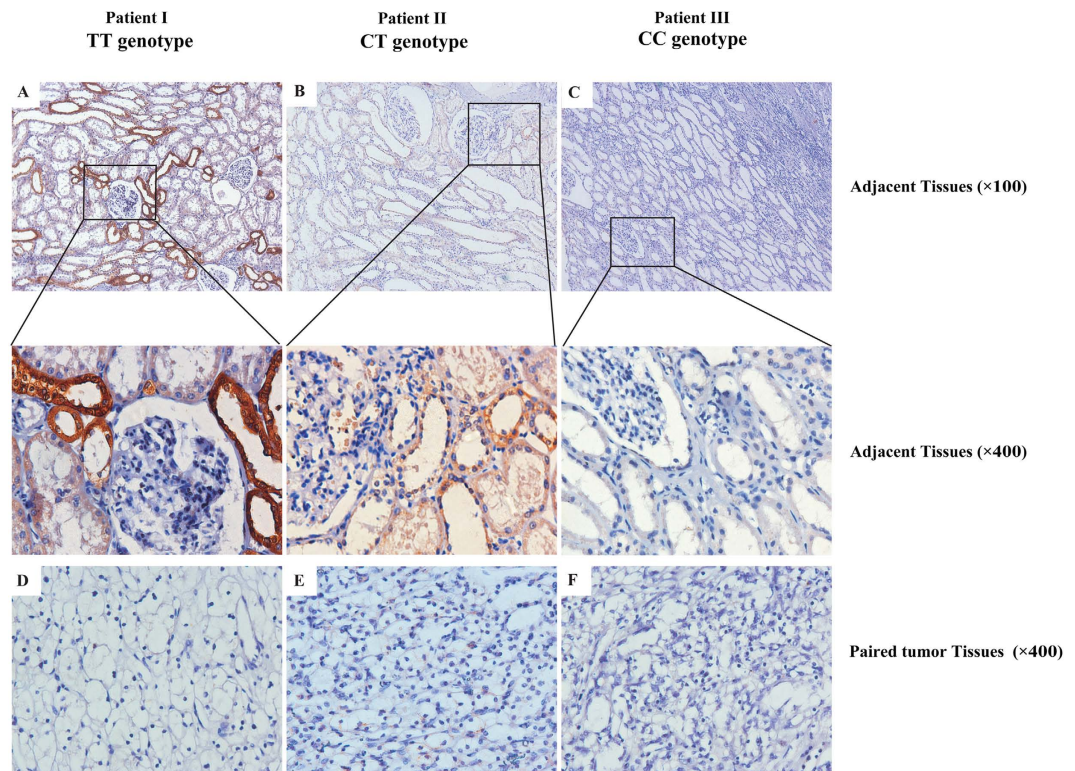 Patient I
TT genotype
Patient II
CT genotype
Patient III
CC genotype
A
B
C
Adjacent Tissues (×100)
Adjacent Tissues (×400)
D
E
F
Paired tumor Tissues (×400)